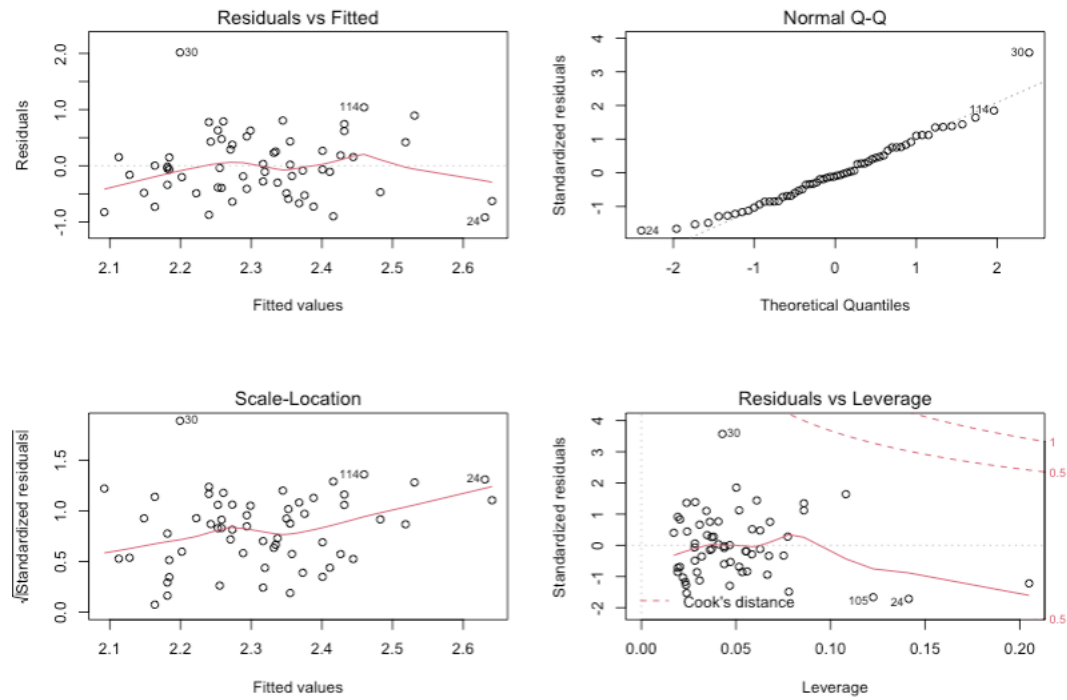 Residuals vs Fitted
Residuals
2.0
1.0
0.0
-1.0
30
114
24
2.1 2.2 2.3 2.4 2.5 2.6
Fitted values
Normal Q-Q
Standardized residuals
4
3
2
1
0
-1
30
114
24
-2 -1 0 1 2
Theoretical Quantiles
Scale-Location
√|Standardized residuals|
1.5
1.0
0.5
0.0
30
114
24
2.1 2.2 2.3 2.4 2.5 2.6
Fitted values
Residuals vs Leverage
Standardized residuals
4
3
2
1
0
-1
-2
30
1
0.5
Cook's distance
105
24
0.5
0.00 0.05 0.10 0.15 0.20
Leverage